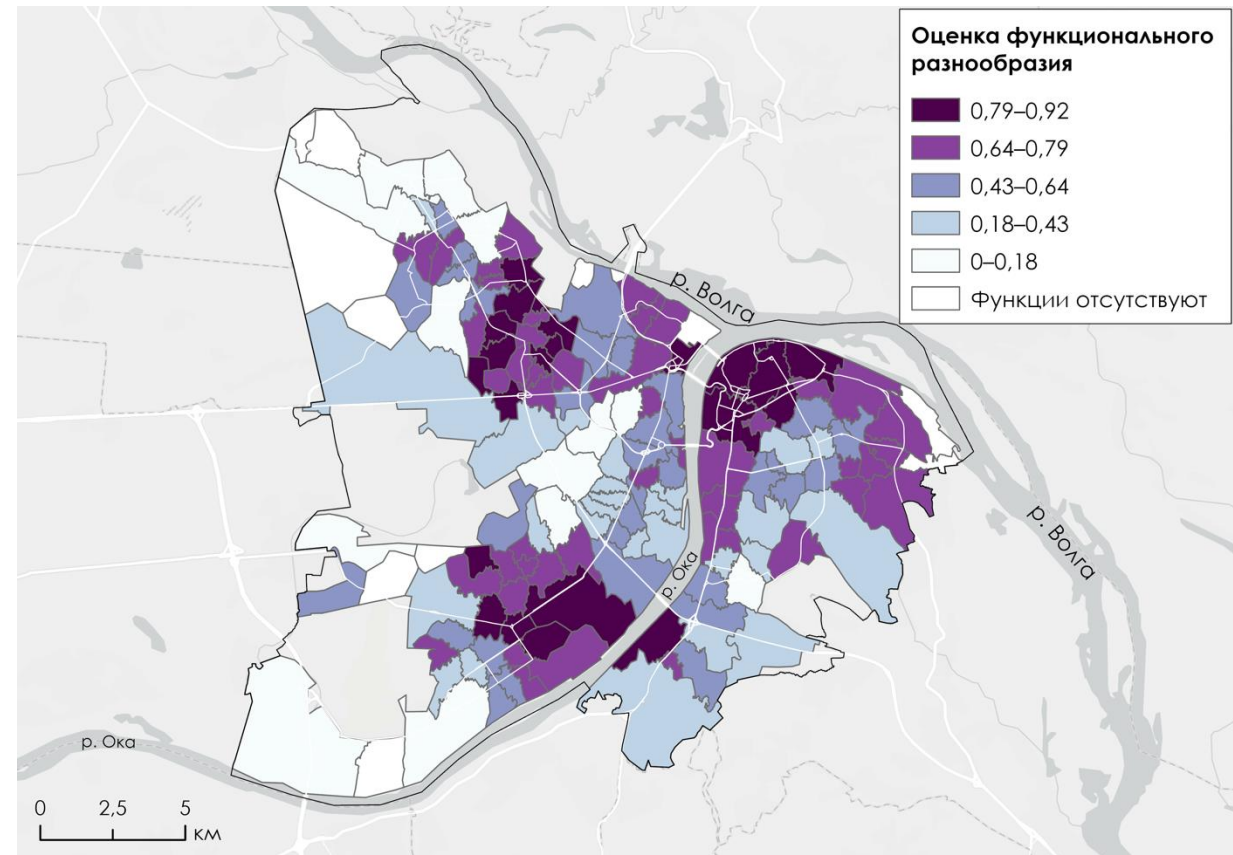 Оценка функционального
разнообразия
0,79–0,92
0,64–0,79
0,43–0,64
0,18–0,43
0–0,18
Функции отсутствуют
р. Волга
р. Волга
р. Ока
р. Ока
0 2,5 5
км